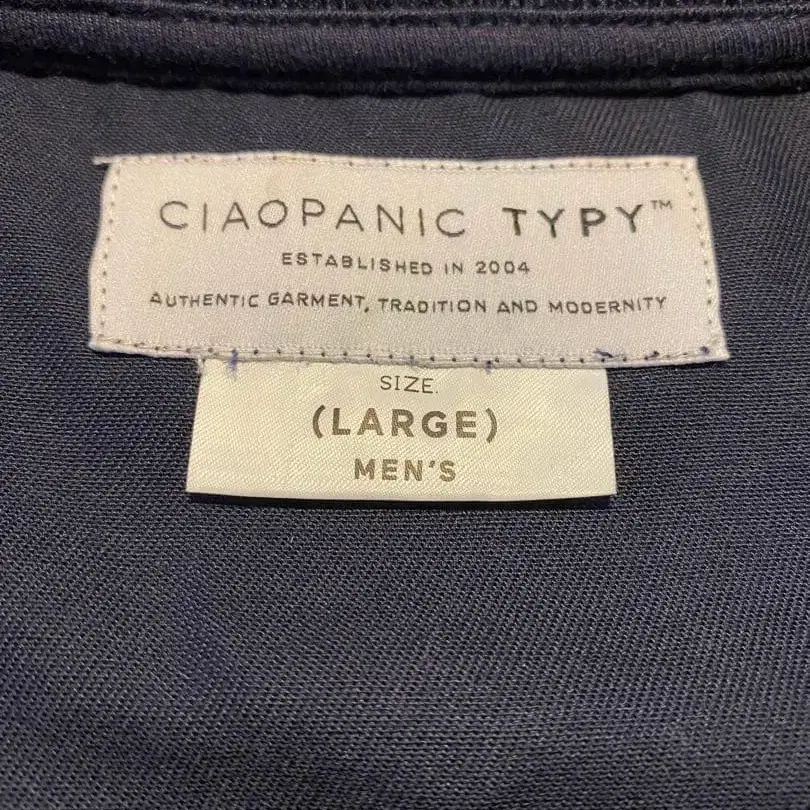 CIAOPANIC TYPY™
ESTABLISHED IN 2004
AUTHENTIC GARMENT, TRADITION AND MODERNITY
SIZE.
(LARGE)
MEN'S